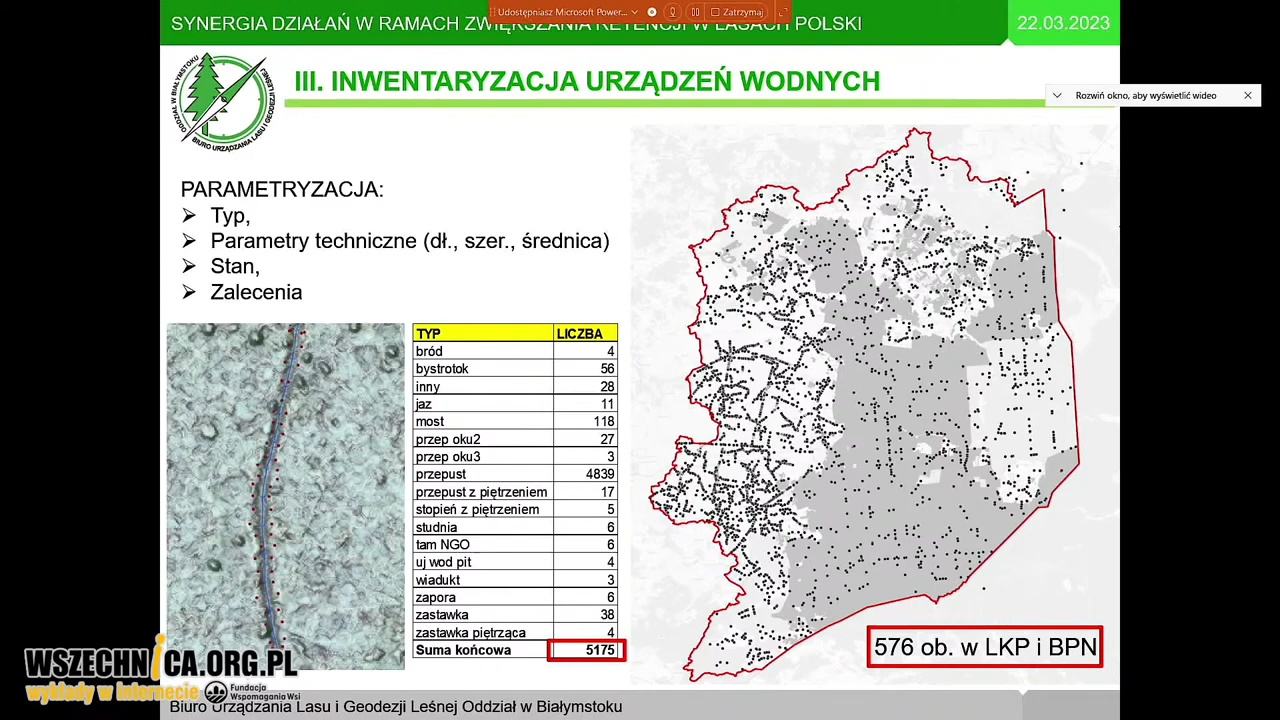 SYNERGIA DZIAŁAŃ W RAMACH ZWIĘKSZANIA RETENCJI W LASACH POLSKI
22.03.2023
Udostępniasz Microsoft Power...
Zatrzymaj
III. INWENTARYZACJA URZĄDZEŃ WODNYCH
Rozwiń okno, aby wyświetlić wideo
ODDZIAŁ W BIAŁYMSTOKU
BIURO URZĄDZANIA LASU I GEODEZJI LEŚNEJ
PARAMETRYZACJA:
Typ,
Parametry techniczne (dł., szer., średnica)
Stan,
Zalecenia
TYP LICZBA
bród 4
bystrotok 56
inny 28
jaz 11
most 118
przep oku2 27
przep oku3 3
przepust 4839
przepust z piętrzeniem 17
stopień z piętrzeniem 5
studnia 6
tam NGO 6
uj wod pit 4
wiadukt 3
zapora 6
zastawka 38
zastawka piętrząca 4
Suma końcowa 5175
576 ob. w LKP i BPN
WSZECHNICA.ORG.PL
wykłady w internecie
Fundacja
Wspomagania Wsi
Biuro Urządzania Lasu i Geodezji Leśnej Oddział w Białymstoku